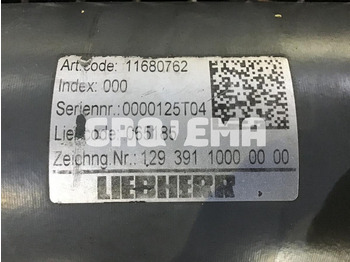 Art.code: 11680762
Index: 000
Seriennr.:0000125T04
Zeichng Nr.: 129 391 1000 00 00
LIEBHERR